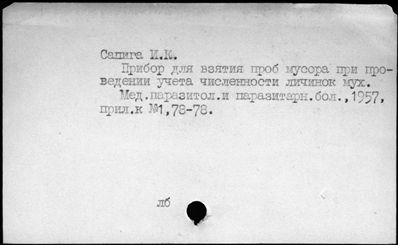 Сапига И.К.
Прибор для взятия проб мусора при про-
ведении учета численности личинок мух.
Мед.паразитол.и паразитарн.бол.,1957,
прил.к №1,78-78.
лб